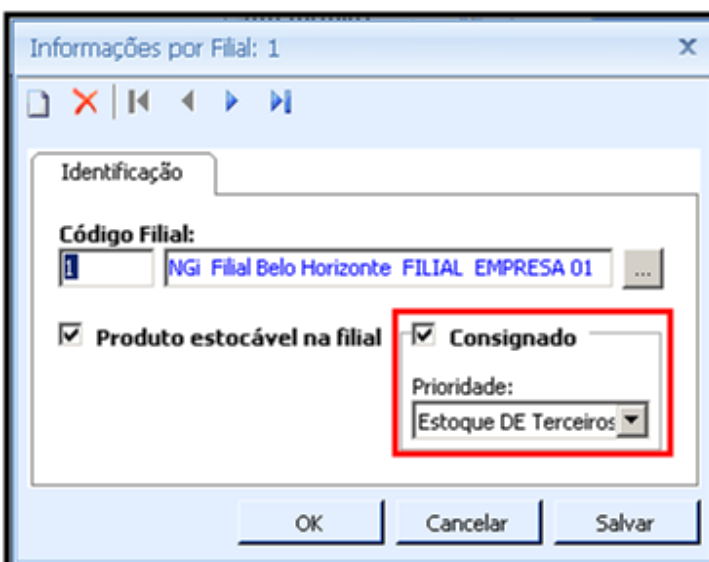 Informações por Filial: 1
Identificação
Código Filial:
1 NGi Filial Belo Horizonte FILIAL EMPRESA 01 ...
Produto estocável na filial Consignado
Prioridade:
Estoque DE Terceiros
OK Cancelar Salvar